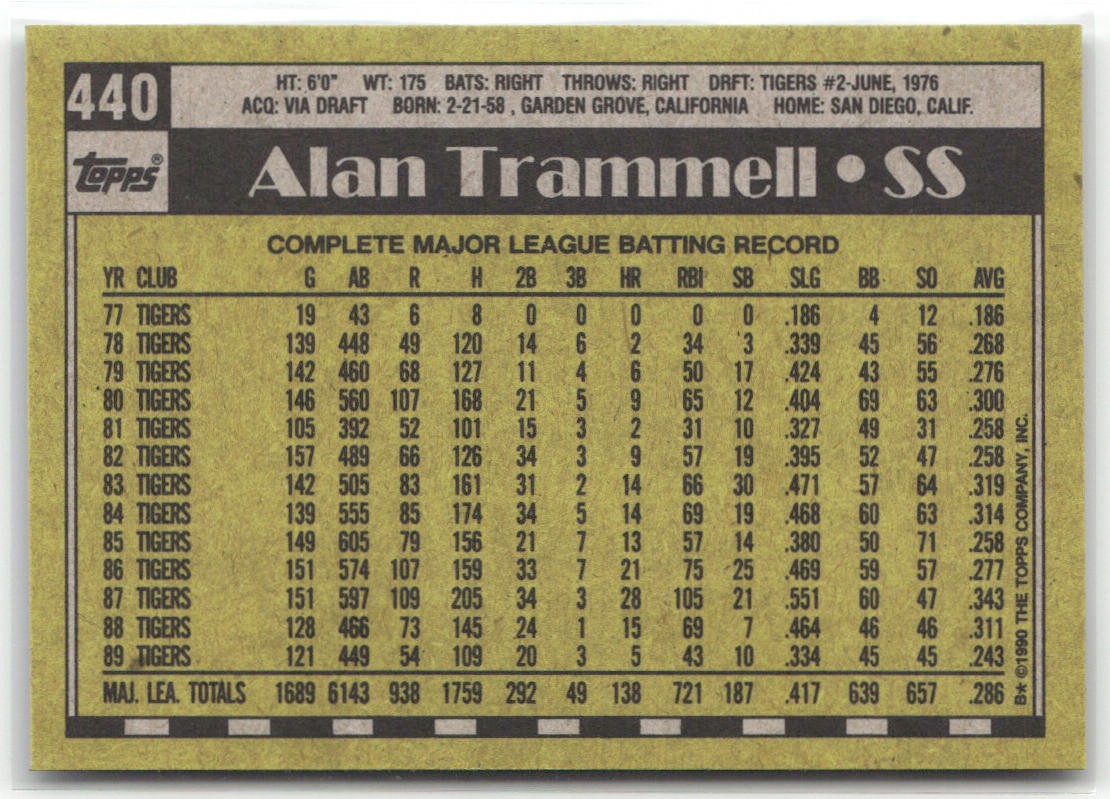 440
HT: 6'0" WT: 175 BATS: RIGHT THROWS: RIGHT DRFT: TIGERS #2-JUNE, 1976
ACQ: VIA DRAFT BORN: 2-21-58 , GARDEN GROVE, CALIFORNIA HOME: SAN DIEGO, CALIF.
Topps®
Alan Trammell • SS
COMPLETE MAJOR LEAGUE BATTING RECORD
YR CLUB G AB R H 2B 3B HR RBI SB SLG BB SO AVG
77 TIGERS 19 43 6 8 0 0 0 0 0 .186 4 12 .186
78 TIGERS 139 448 49 120 14 6 2 34 3 .339 45 56 .268
79 TIGERS 142 460 68 127 11 4 6 50 17 .424 43 55 .276
80 TIGERS 146 560 107 168 21 5 9 65 12 .404 69 63 .300
81 TIGERS 105 392 52 101 15 3 2 31 10 .327 49 31 .258
82 TIGERS 157 489 66 126 34 3 9 57 19 .395 52 47 .258
83 TIGERS 142 505 83 161 31 2 14 66 30 .471 57 64 .319
84 TIGERS 139 555 85 174 34 5 14 69 19 .468 60 63 .314
85 TIGERS 149 605 79 156 21 7 13 57 14 .380 50 71 .258
86 TIGERS 151 574 107 159 33 7 21 75 25 .469 59 57 .277
87 TIGERS 151 597 109 205 34 3 28 105 21 .551 60 47 .343
88 TIGERS 128 466 73 145 24 1 15 69 7 .464 46 46 .311
89 TIGERS 121 449 54 109 20 3 5 43 10 .334 45 45 .243
MAJ. LEA. TOTALS 1689 6143 938 1759 292 49 138 721 187 .417 639 657 .286
B★ ©1990 THE TOPPS COMPANY, INC.